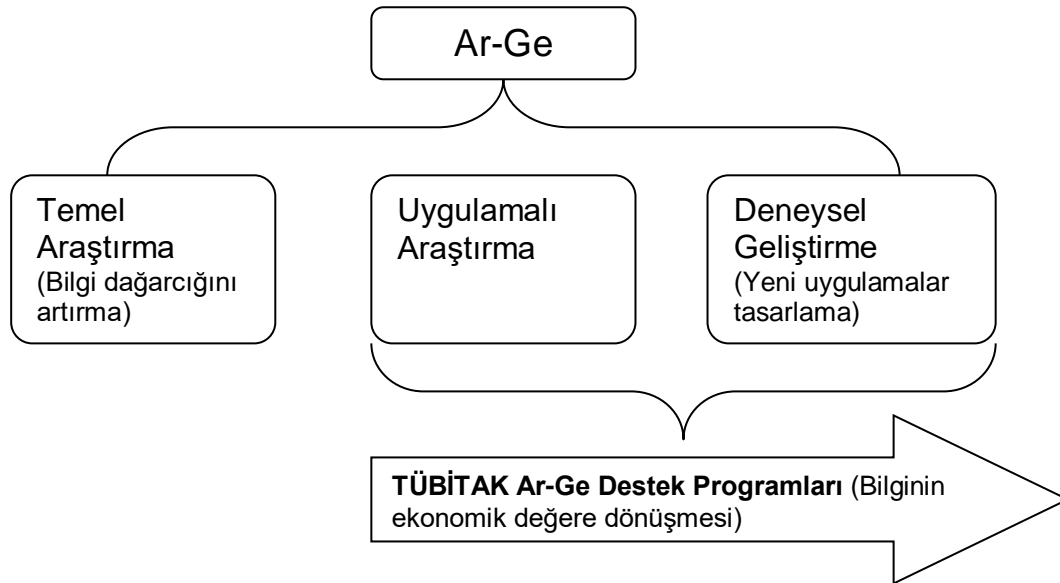 Ar-Ge
Temel
Araştırma
(Bilgi dağarcığını
artırma)
Uygulamalı
Araştırma
Deneysel
Geliştirme
(Yeni uygulamalar
tasarlama)
TÜBİTAK Ar-Ge Destek Programları (Bilginin
ekonomik değere dönüşmesi)